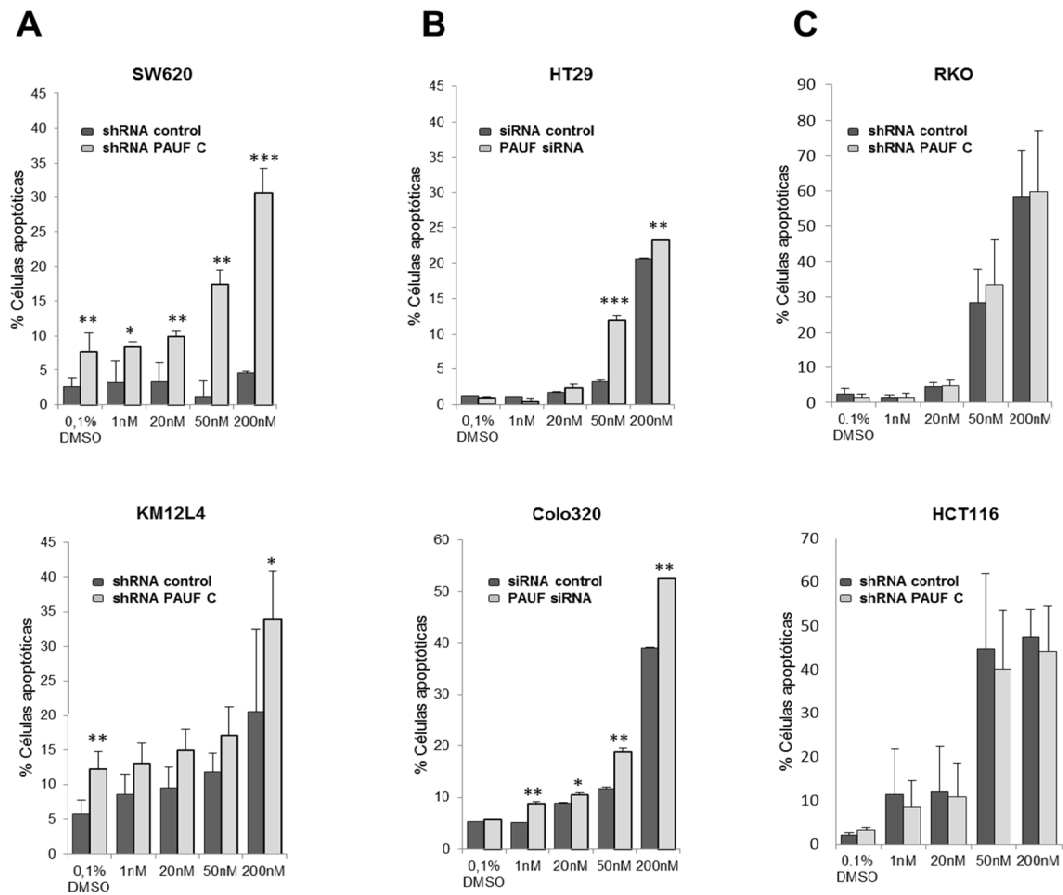 A
B
C
SW620
% Células apoptóticas
45
40
35
30
25
20
15
10
5
0
shRNA control
shRNA PAUF C
**
*
**
**
***
0,1% DMSO
1nM
20nM
50nM
200nM
HT29
% Células apoptóticas
45
40
35
30
25
20
15
10
5
0
siRNA control
PAUF siRNA
***
**
0,1% DMSO
1nM
20nM
50nM
200nM
RKO
% Células apoptóticas
90
80
70
60
50
40
30
20
10
0
shRNA control
shRNA PAUF C
0.1% DMSO
1nM
20nM
50nM
200nM
KM12L4
% Células apoptóticas
45
40
35
30
25
20
15
10
5
0
shRNA control
shRNA PAUF C
**
*
0,1% DMSO
1nM
20nM
50nM
200nM
Colo320
% Células apoptóticas
60
50
40
30
20
10
0
siRNA control
PAUF siRNA
**
*
**
**
0,1% DMSO
1nM
20nM
50nM
200nM
HCT116
% Células apoptóticas
70
60
50
40
30
20
10
0
shRNA control
shRNA PAUF C
0.1% DMSO
1nM
20nM
50nM
200nM